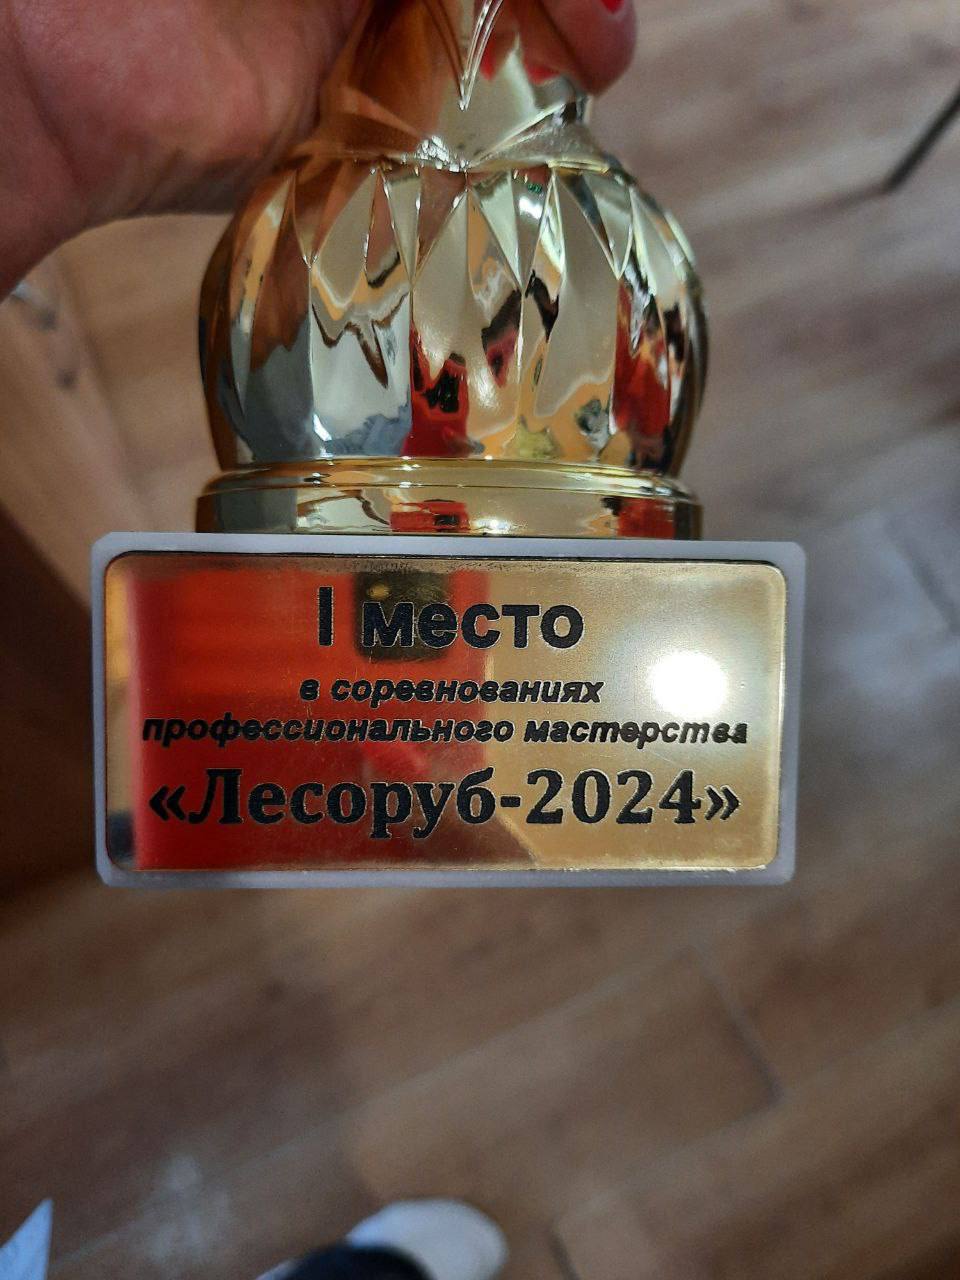 I место
в соревнованиях
профессионального мастерства
«Лесоруб-2024»